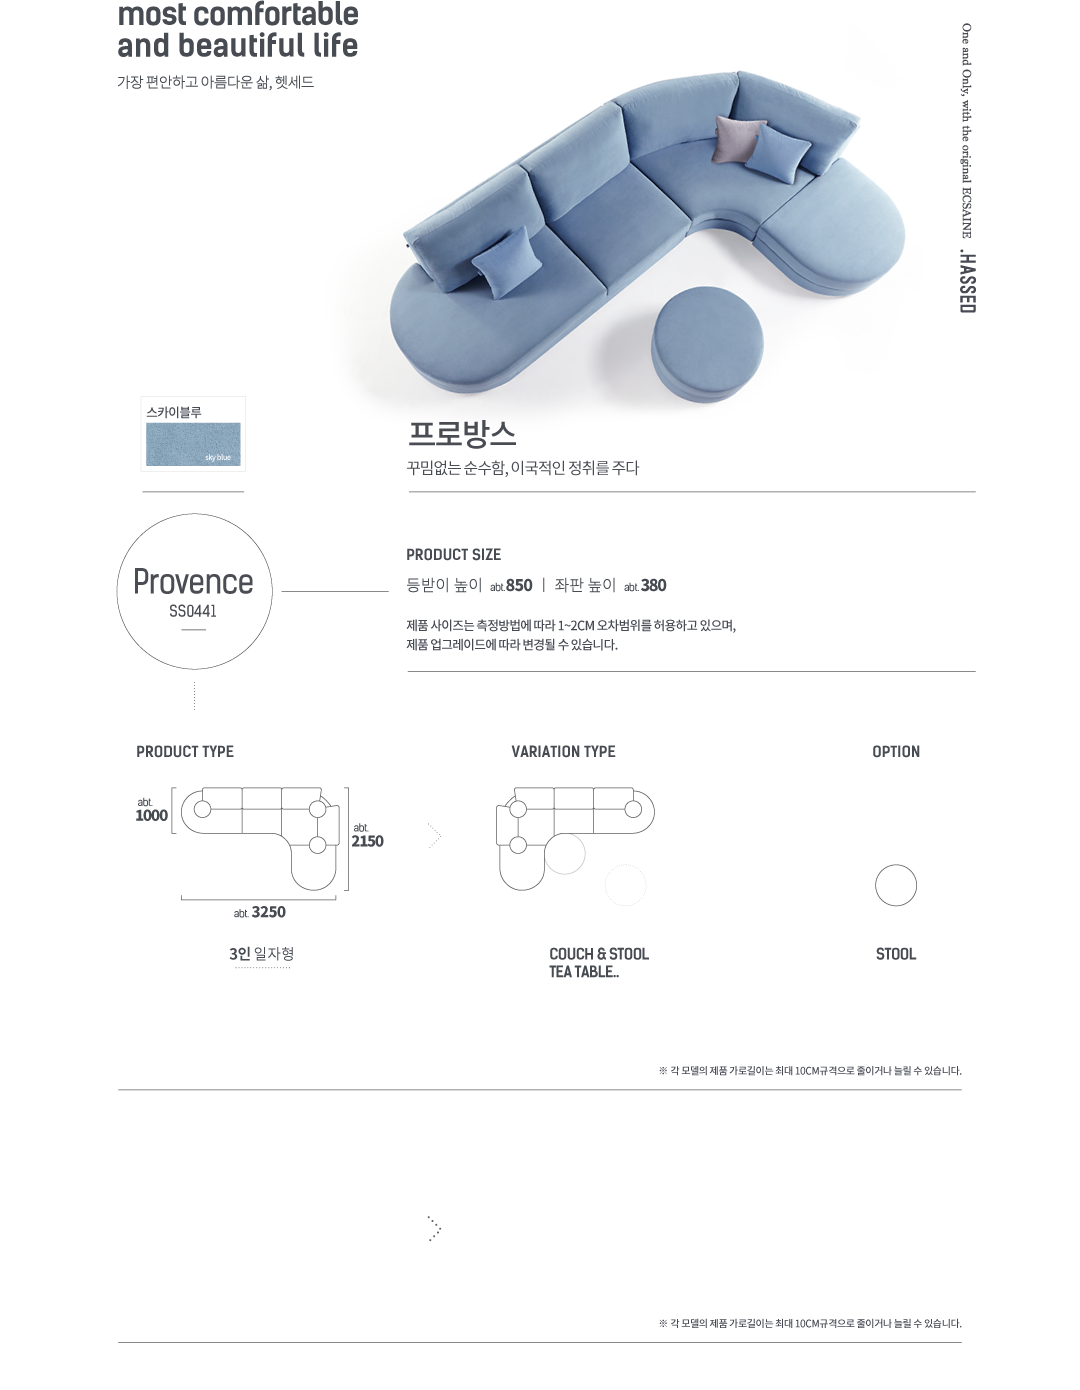 most comfortable
and beautiful life
가장 편안하고 아름다운 삶, 헷세드
One and Only, with the original ECSAINE .HASSED
스카이블루
sky blue
프로방스
꾸밈없는 순수함, 이국적인 정취를 주다
Provence
SS0441
PRODUCT SIZE
등받이 높이 abt.850 | 좌판 높이 abt.380
제품 사이즈는 측정방법에 따라 1~2CM 오차범위를 허용하고 있으며,
제품 업그레이드에 따라 변경될 수 있습니다.
PRODUCT TYPE
abt.
1000
abt.
2150
abt. 3250
3인 일자형
VARIATION TYPE
COUCH & STOOL
TEA TABLE..
OPTION
STOOL
※ 각 모델의 제품 가로길이는 최대 10CM규격으로 줄이거나 늘릴 수 있습니다.
※ 각 모델의 제품 가로길이는 최대 10CM규격으로 줄이거나 늘릴 수 있습니다.